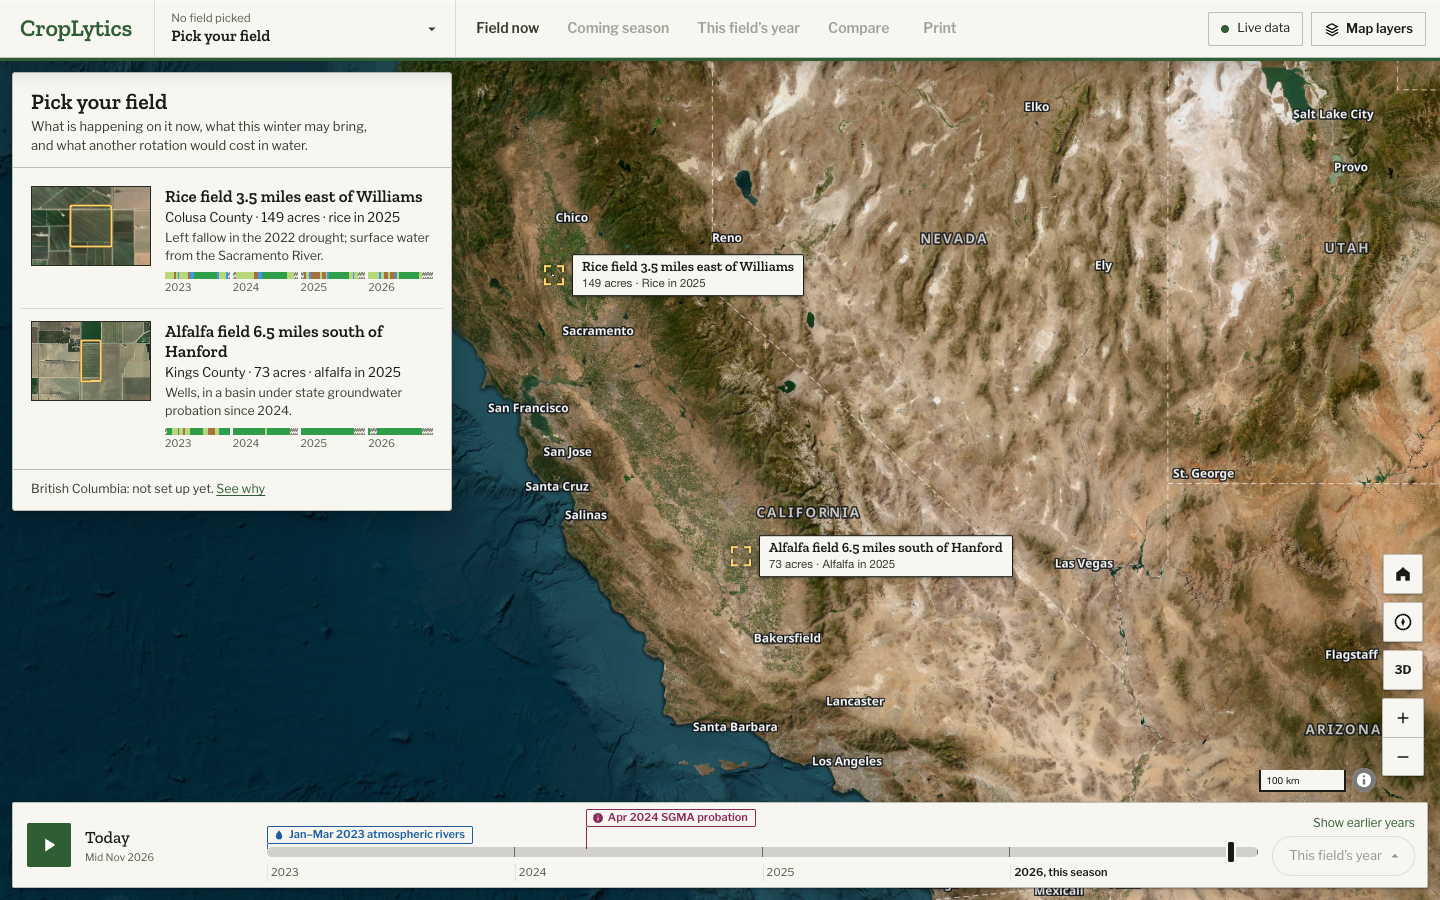 CropLytics
No field picked
Pick your field
Field now
Coming season
This field's year
Compare
Print
Live data
Map layers
Pick your field
What is happening on it now, what this winter may bring,
and what another rotation would cost in water.
Rice field 3.5 miles east of Williams
Colusa County · 149 acres · rice in 2025
Left fallow in the 2022 drought; surface water
from the Sacramento River.
2023 2024 2025 2026
Alfalfa field 6.5 miles south of
Hanford
Kings County · 73 acres · alfalfa in 2025
Wells, in a basin under state groundwater
probation since 2024.
2023 2024 2025 2026
British Columbia: not set up yet. See why
Elko
Salt Lake City
Provo
Chico
Reno
NEVADA
UTAH
Ely
Rice field 3.5 miles east of Williams
149 acres · Rice in 2025
Sacramento
San Francisco
San Jose
St. George
Santa Cruz
Salinas
CALIFORNIA
Alfalfa field 6.5 miles south of Hanford
73 acres · Alfalfa in 2025
Las Vegas
Bakersfield
Flagstaff
3D
Lancaster
Santa Barbara
ARIZONA
Los Angeles
100 km
Today
Mid Nov 2026
Jan–Mar 2023 atmospheric rivers
Apr 2024 SGMA probation
2023
2024
2025
2026, this season
Show earlier years
This field's year
Mexicali